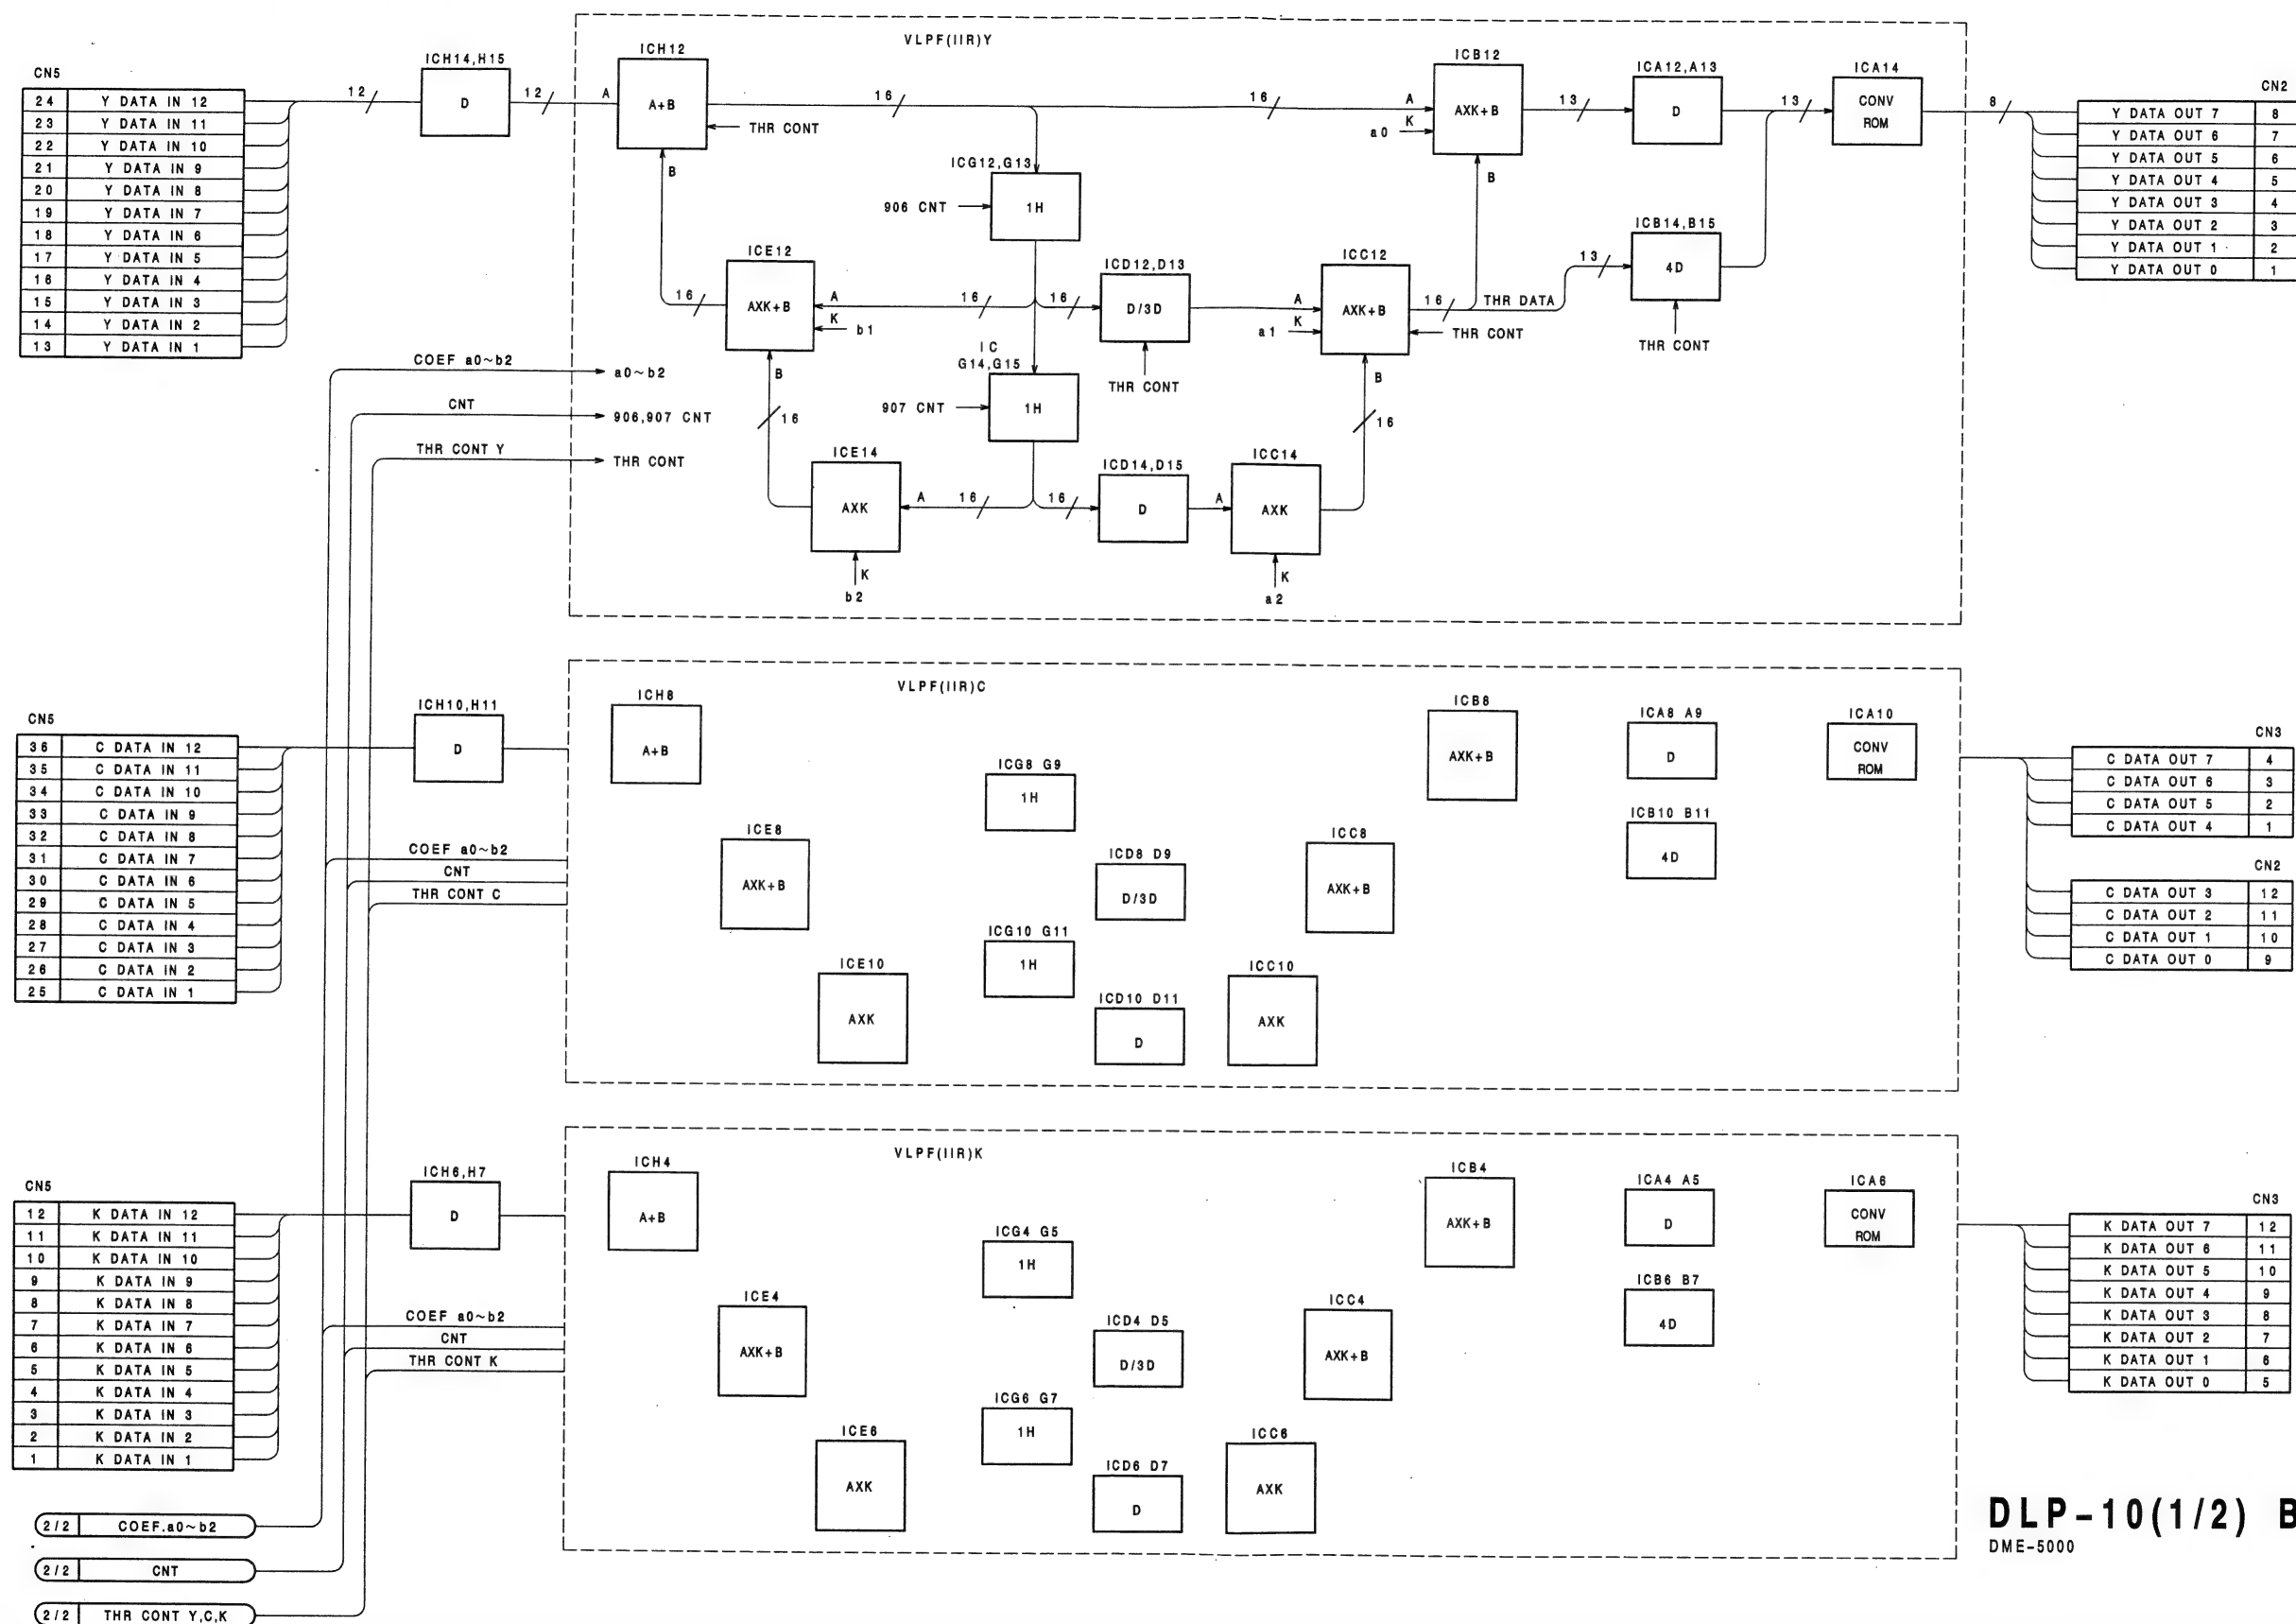 VLPF(IIR)Y
CN5
24 Y DATA IN 12
23 Y DATA IN 11
22 Y DATA IN 10
21 Y DATA IN 9
20 Y DATA IN 8
19 Y DATA IN 7
18 Y DATA IN 6
17 Y DATA IN 5
16 Y DATA IN 4
15 Y DATA IN 3
14 Y DATA IN 2
13 Y DATA IN 1
12
ICH14,H15
D
12
A
ICH12
A+B
THR CONT
B
16
16
A
K
a0
ICB12
AXK+B
B
13
ICA12,A13
D
13
ICA14
CONV
ROM
8
CN2
Y DATA OUT 7 8
Y DATA OUT 6 7
Y DATA OUT 5 6
Y DATA OUT 4 5
Y DATA OUT 3 4
Y DATA OUT 2 3
Y DATA OUT 1 2
Y DATA OUT 0 1
ICG12,G13
906 CNT
1H
ICE12
AXK+B
16
A
K
b1
B
16
16
ICD12,D13
D/3D
THR CONT
A
K
a1
ICC12
AXK+B
16
THR DATA
THR CONT
B
13
ICB14,B15
4D
THR CONT
IC
G14,G15
907 CNT
1H
16
16
COEF a0~b2
a0~b2
CNT
906,907 CNT
THR CONT Y
THR CONT
ICE14
AXK
K
b2
A
16
16
ICD14,D15
D
A
ICC14
AXK
K
a2
VLPF(IIR)C
CN5
36 C DATA IN 12
35 C DATA IN 11
34 C DATA IN 10
33 C DATA IN 9
32 C DATA IN 8
31 C DATA IN 7
30 C DATA IN 6
29 C DATA IN 5
28 C DATA IN 4
27 C DATA IN 3
26 C DATA IN 2
25 C DATA IN 1
ICH10,H11
D
COEF a0~b2
CNT
THR CONT C
ICH8
A+B
ICE8
AXK+B
ICE10
AXK
ICG8 G9
1H
ICD8 D9
D/3D
ICG10 G11
1H
ICD10 D11
D
ICC8
AXK+B
ICC10
AXK
ICB8
AXK+B
ICA8 A9
D
ICB10 B11
4D
ICA10
CONV
ROM
CN3
C DATA OUT 7 4
C DATA OUT 6 3
C DATA OUT 5 2
C DATA OUT 4 1
CN2
C DATA OUT 3 12
C DATA OUT 2 11
C DATA OUT 1 10
C DATA OUT 0 9
VLPF(IIR)K
CN5
12 K DATA IN 12
11 K DATA IN 11
10 K DATA IN 10
9 K DATA IN 9
8 K DATA IN 8
7 K DATA IN 7
6 K DATA IN 6
5 K DATA IN 5
4 K DATA IN 4
3 K DATA IN 3
2 K DATA IN 2
1 K DATA IN 1
ICH6,H7
D
COEF a0~b2
CNT
THR CONT K
ICH4
A+B
ICE4
AXK+B
ICE6
AXK
ICG4 G5
1H
ICD4 D5
D/3D
ICG6 G7
1H
ICD6 D7
D
ICC4
AXK+B
ICC6
AXK
ICB4
AXK+B
ICA4 A5
D
ICB6 B7
4D
ICA6
CONV
ROM
CN3
K DATA OUT 7 12
K DATA OUT 6 11
K DATA OUT 5 10
K DATA OUT 4 9
K DATA OUT 3 8
K DATA OUT 2 7
K DATA OUT 1 6
K DATA OUT 0 5
2/2 COEF.a0~b2
2/2 CNT
2/2 THR CONT Y,C,K
DLP-10(1/2) B
DME-5000